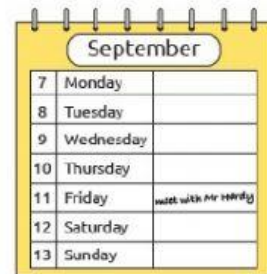 September
7 Monday
8 Tuesday
9 Wednesday
10 Thursday
11 Friday meet with Mr Hardy
12 Saturday
13 Sunday